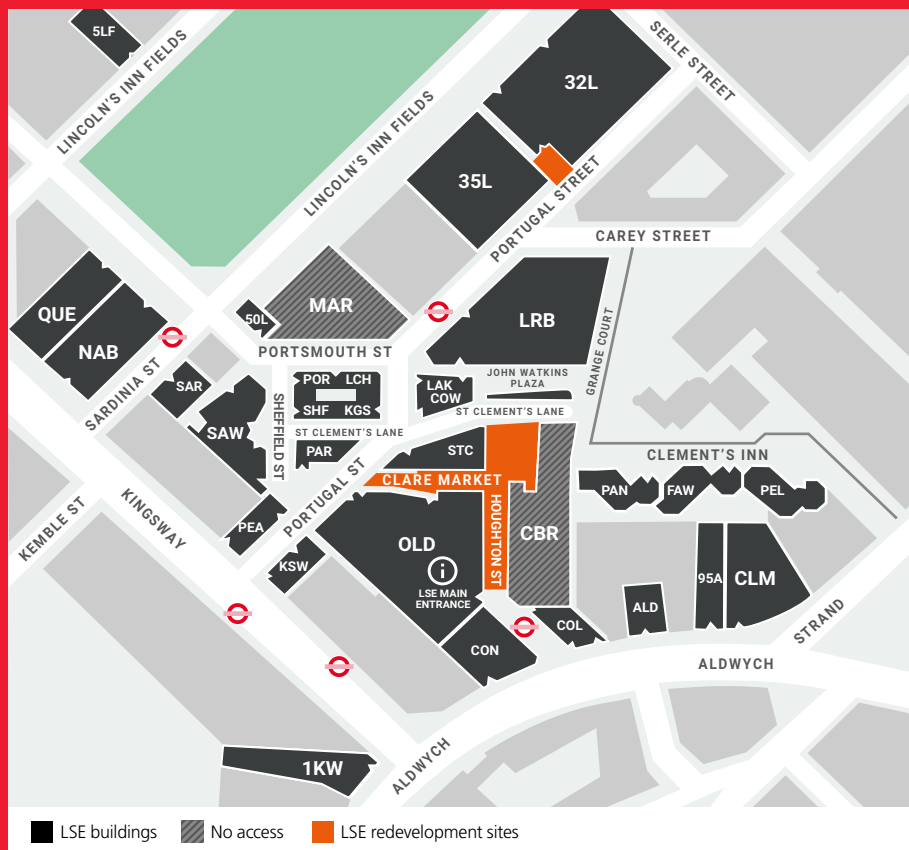 5LF
LINCOLN'S INN FIELDS
SERLE STREET
32L
LINCOLN'S INN FIELDS
35L
PORTUGAL STREET
CAREY STREET
QUE
NAB
50L
MAR
LRB
GRANGE COURT
PORTSMOUTH ST
SARDINIA ST
SAR
SAW
SHEFFIELD ST
POR
LCH
SHF
KGS
LAK
COW
JOHN WATKINS
PLAZA
ST CLEMENT'S LANE
ST CLEMENT'S LANE
PAR
STC
CLEMENT'S INN
CLARE MARKET
PORTUGAL ST
HOUGHTON ST
PAN
FAW
PEL
KEMBLE ST
KINGSWAY
PEA
KSW
OLD
i
LSE MAIN
ENTRANCE
CBR
95A
CLM
ALD
COL
CON
STRAND
ALDWYCH
1KW
ALDWYCH
LSE buildings
No access
LSE redevelopment sites